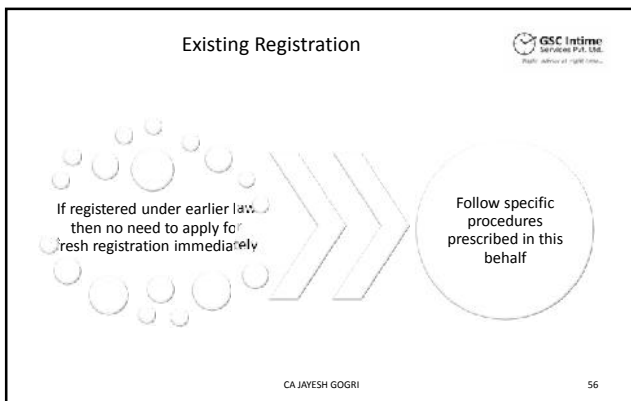 Existing Registration
GSC Intime
Services Pvt. Ltd.
If registered under earlier law
then no need to apply for
fresh registration immediately
Follow specific
procedures
prescribed in this
behalf
CA JAYESH GOGRI
56